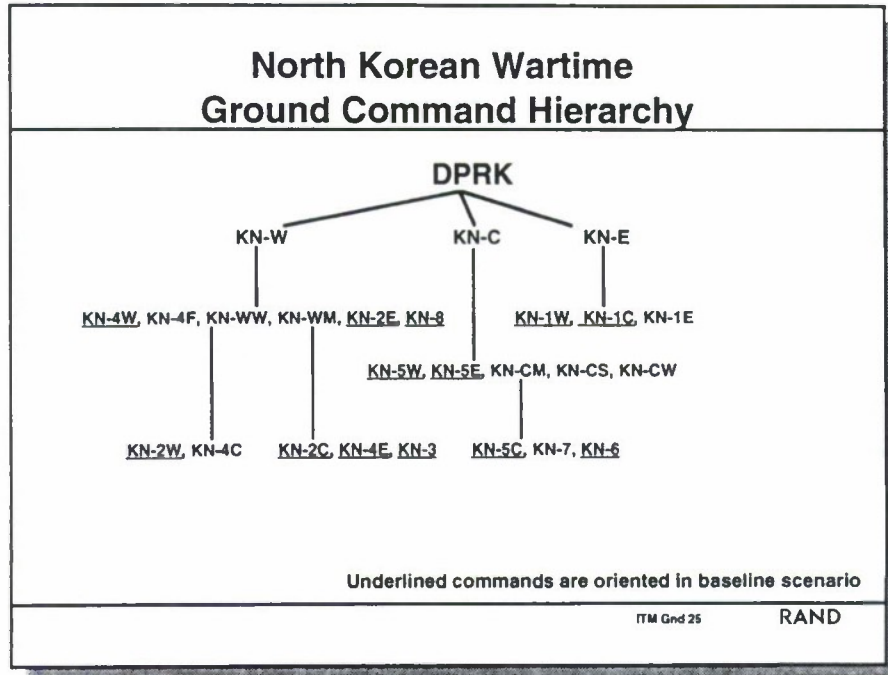 North Korean Wartime
Ground Command Hierarchy
DPRK
KN-W KN-C KN-E
KN-4W, KN-4F, KN-WW, KN-WM, KN-2E, KN-8 KN-1W, KN-1C, KN-1E
KN-5W, KN-5E, KN-CM, KN-CS, KN-CW
KN-2W, KN-4C KN-2C, KN-4E, KN-3 KN-5C, KN-7, KN-6
Underlined commands are oriented in baseline scenario
ITM Gnd 25 RAND